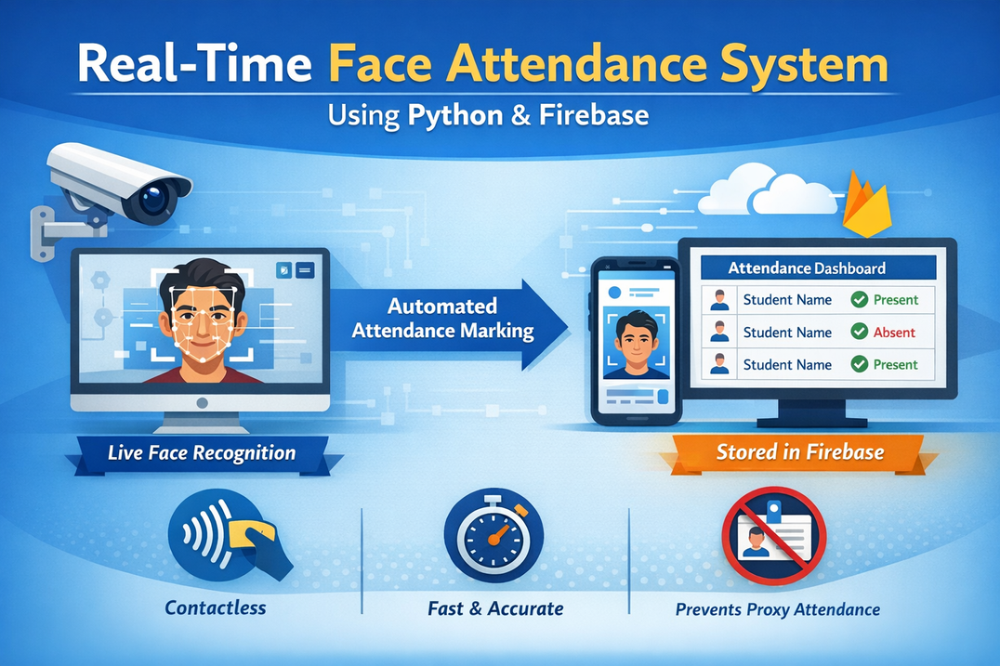 Real-Time Face Attendance System
Using Python & Firebase
Automated
Attendance Marking
Attendance Dashboard
Student Name Present
Student Name Absent
Student Name Present
Live Face Recognition
Stored in Firebase
Contactless
Fast & Accurate
Prevents Proxy Attendance